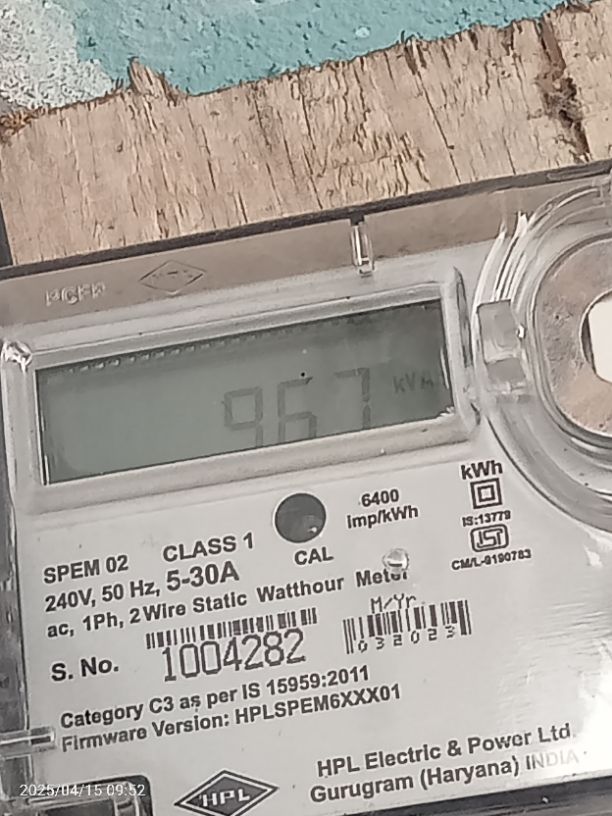 967 kVA
kWh
6400
imp/kWh
IS:13779
ISI
CM/L-9190783
CAL
SPEM 02 CLASS 1
240V, 50 Hz, 5-30A
ac, 1Ph, 2 Wire Static Watthour Meter
M/Yr.
032023
S. No. 1004282
Category C3 as per IS 15959:2011
Firmware Version: HPLSPEM6XXX01
HPL Electric & Power Ltd.
Gurugram (Haryana) INDIA
HPL
2025/04/15 09:52